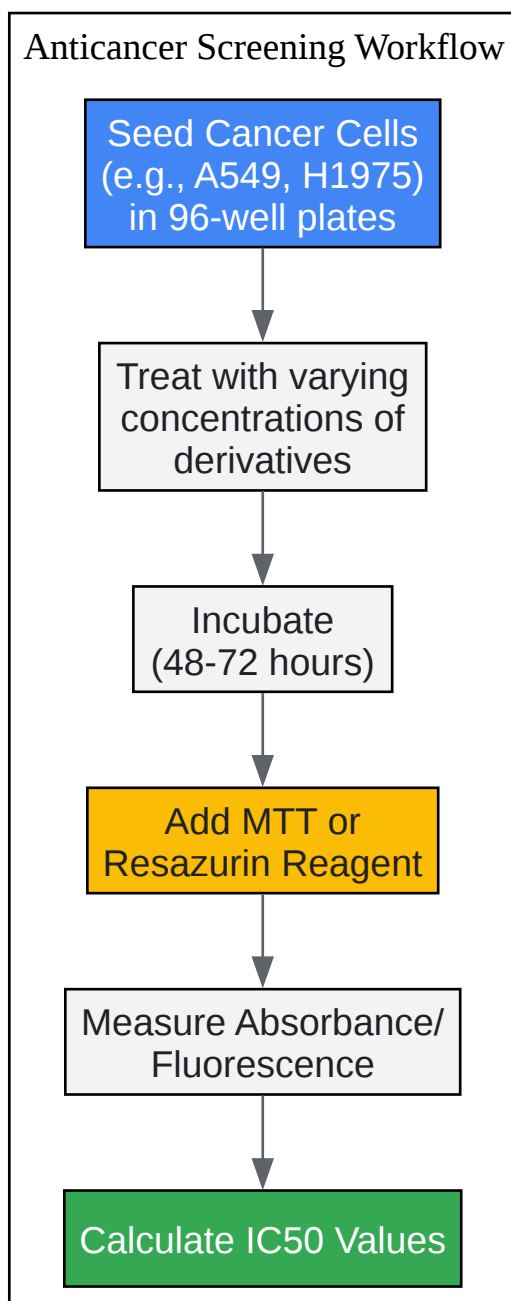 Anticancer Screening Workflow
Seed Cancer Cells
(e.g., A549, H1975)
in 96-well plates
Treat with varying
concentrations of
derivatives
Incubate
(48-72 hours)
Add MTT or
Resazurin Reagent
Measure Absorbance/
Fluorescence
Calculate IC50 Values